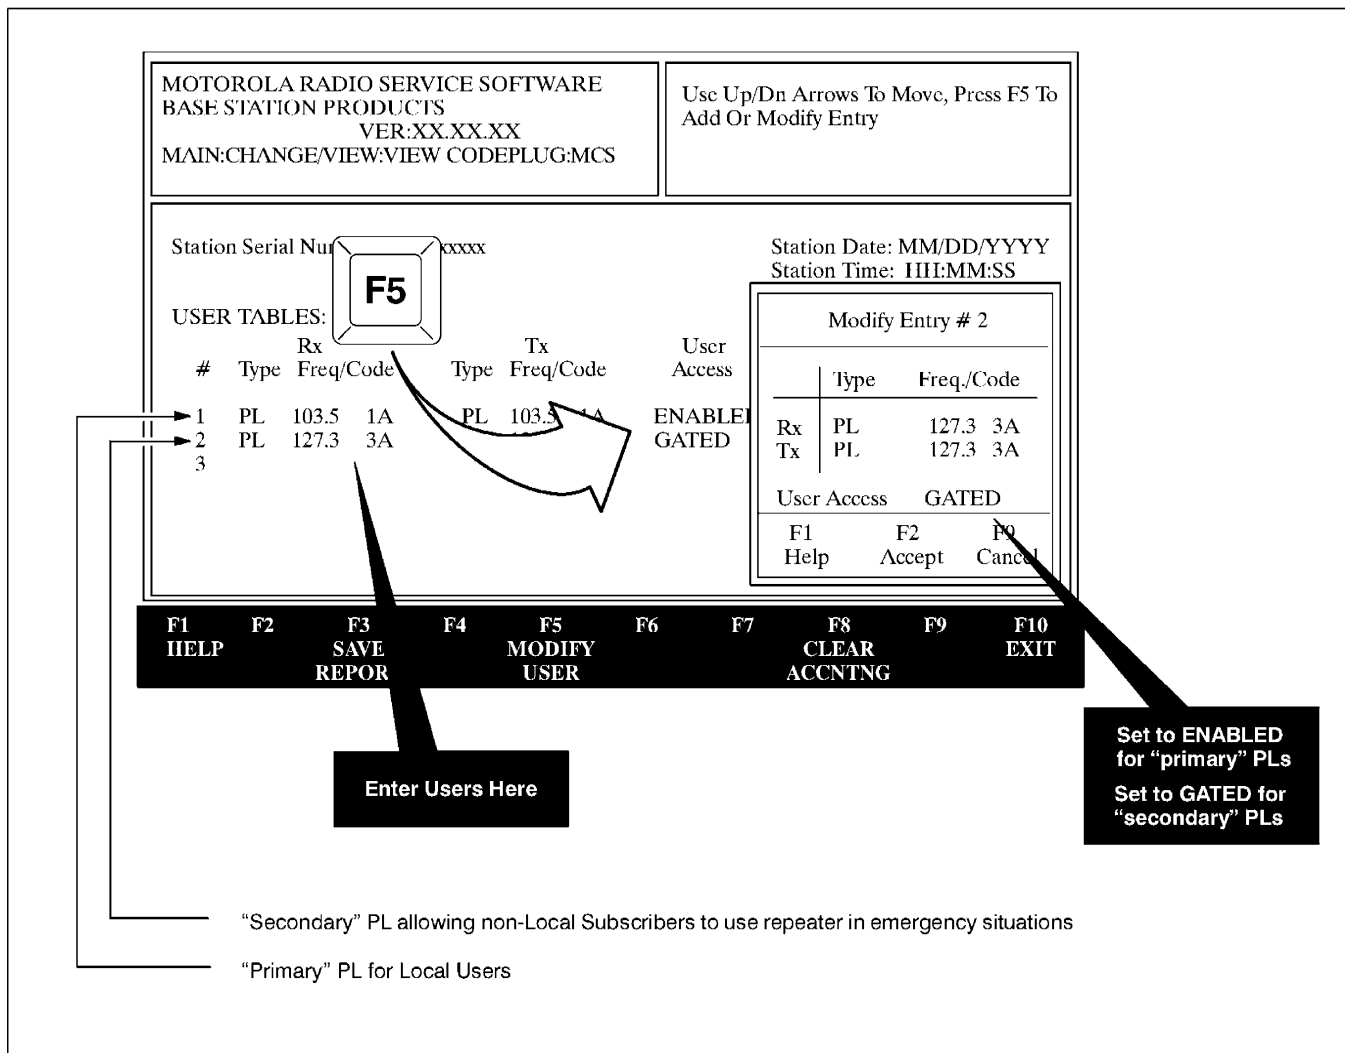 MOTOROLA RADIO SERVICE SOFTWARE
BASE STATION PRODUCTS
VER:XX.XX.XX
MAIN:CHANGE/VIEW:VIEW CODEPLUG:MCS
Use Up/Dn Arrows To Move, Press F5 To
Add Or Modify Entry
Station Serial xxxxx
Station Date: MM/DD/YYYY
Station Time: HH:MM:SS
F5
USER TABLES:
Rx Tx User
# Type Freq/Code Type Freq/Code Access
1 PL 103.5 1A PL 103.5 1A ENABLED
2 PL 127.3 3A GATED
3
Modify Entry # 2
Type Freq./Code
Rx PL 127.3 3A
Tx PL 127.3 3A
User Access GATED
F1 F2 F9
Help Accept Cancel
F1 F2 F3 F4 F5 F6 F7 F8 F9 F10
HELP SAVE MODIFY CLEAR EXIT
REPOR USER ACCNTNG
Enter Users Here
Set to ENABLED
for “primary” PLs
Set to GATED for
“secondary” PLs
“Secondary” PL allowing non-Local Subscribers to use repeater in emergency situations
“Primary” PL for Local Users